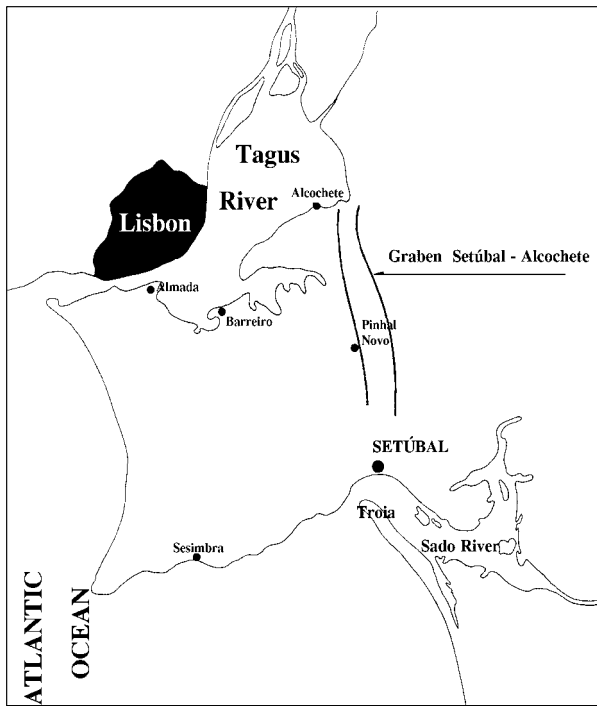 Tagus
River
Alcochete
Lisbon
Graben Setúbal - Alcochete
Almada
Barreiro
Pinhal
Novo
SETÚBAL
Troia
Sado River
Sesimbra
ATLANTIC
OCEAN